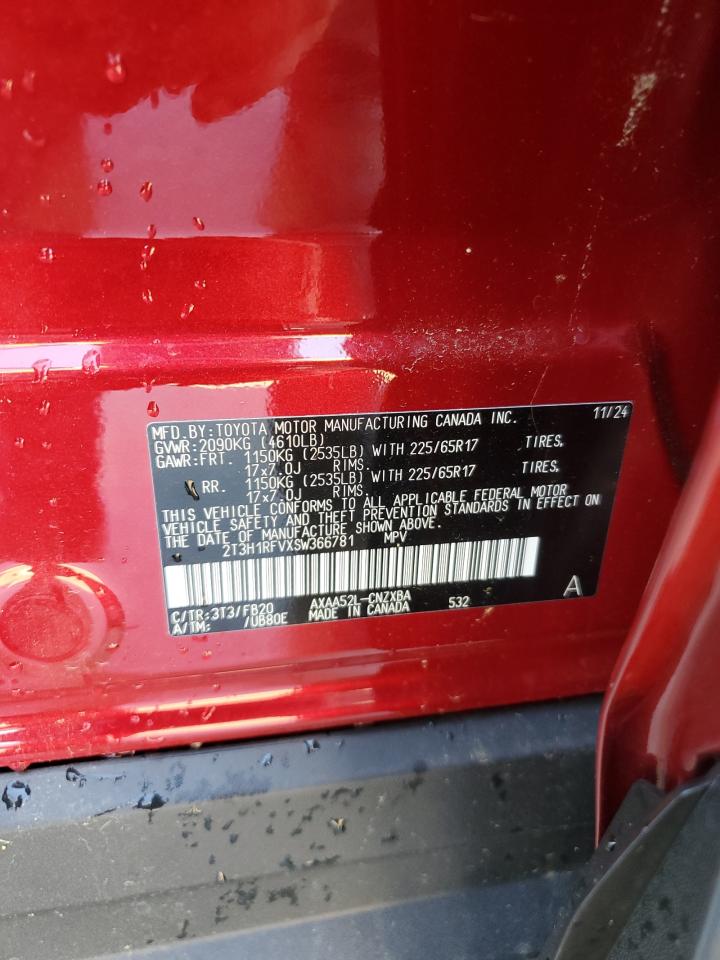 MFD.BY:TOYOTA MOTOR MANUFACTURING CANADA INC. 11/24
GVWR:2090KG (4610LB)
GAWR:FRT. 1150KG (2535LB) WITH 225/65R17 TIRES,
17x7.0J RIMS.
RR. 1150KG (2535LB) WITH 225/65R17 TIRES,
17x7.0J RIMS.
THIS VEHICLE CONFORMS TO ALL APPLICABLE FEDERAL MOTOR
VEHICLE SAFETY AND THEFT PREVENTION STANDARDS IN EFFECT ON
THE DATE OF MANUFACTURE SHOWN ABOVE.
2T3H1RFVXSW366781 MPV
C/TR:3T3/FB20 AXAA52L-CNZXBA 532 A
A/TM: /UB80E MADE IN CANADA